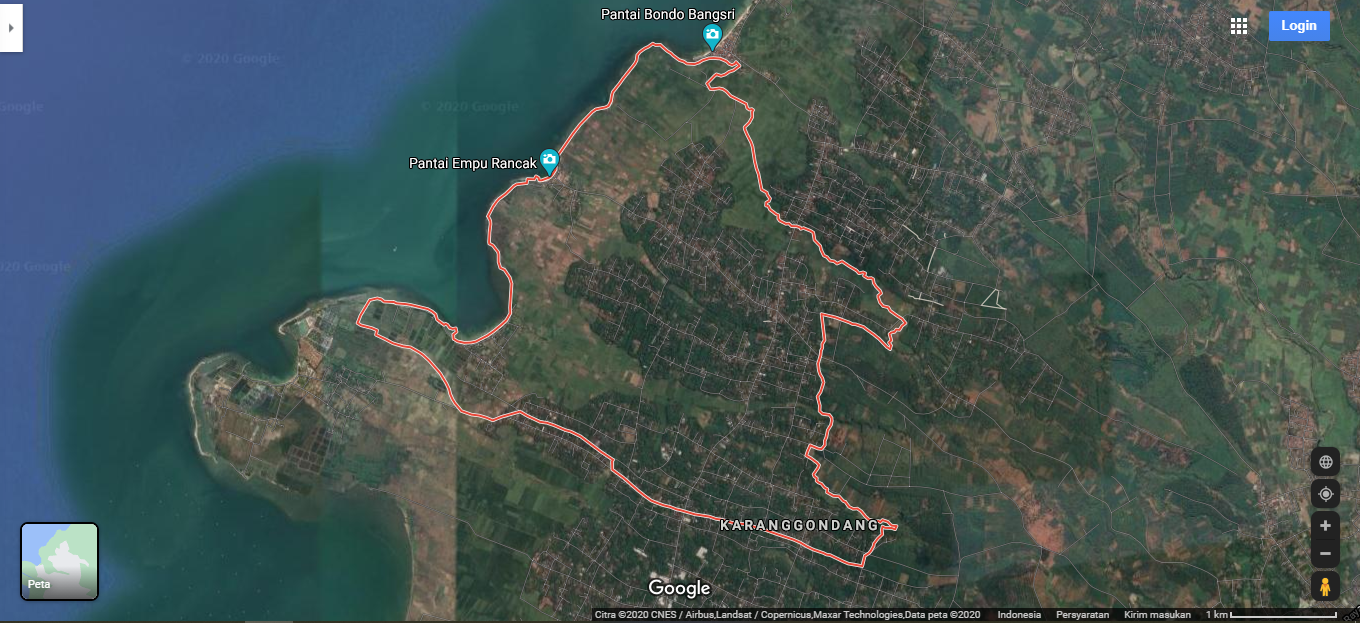 Pantai Bondo Bangsri
Login
© 2020 Google
© 2020 Google
Google
Pantai Empu Rancak
2020 Google
KARANGGONDANG
Peta
Google
Citra ©2020 CNES / Airbus,Landsat / Copernicus,Maxar Technologies,Data peta ©2020 Indonesia Persyaratan Kirim masukan 1 km